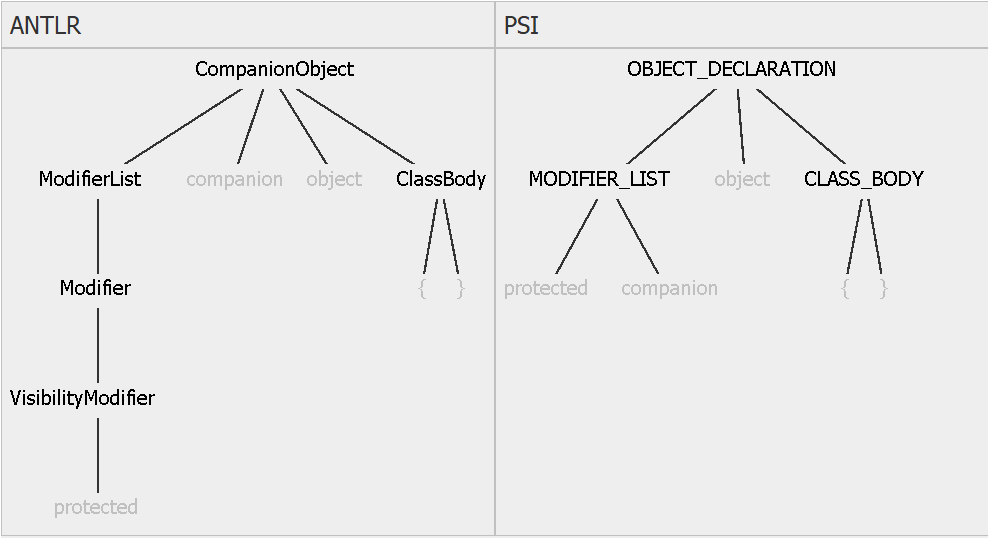 ANTLR PSI
CompanionObject OBJECT_DECLARATION
ModifierList companion object ClassBody MODIFIER_LIST object CLASS_BODY
Modifier { } protected companion { }
VisibilityModifier
protected